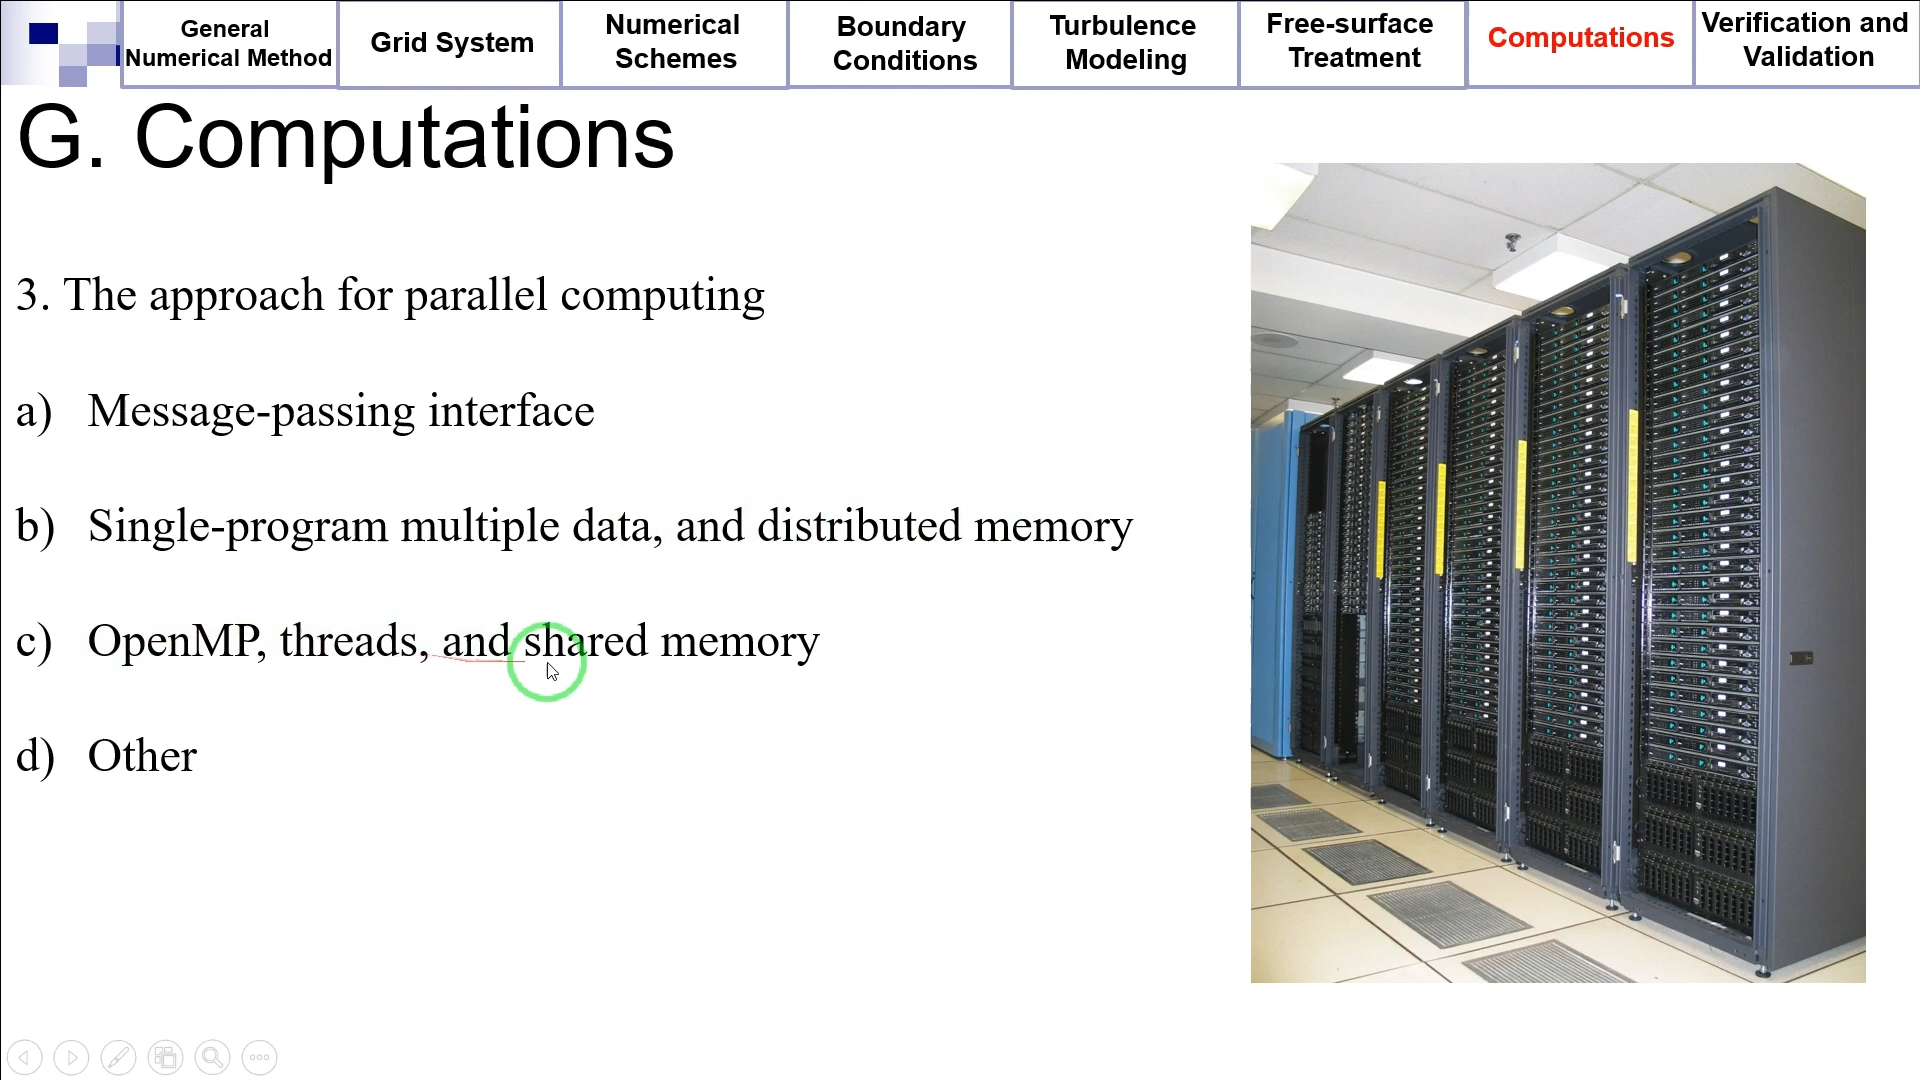 General
Numerical Method
Grid System
Numerical
Schemes
Boundary
Conditions
Turbulence
Modeling
Free-surface
Treatment
Computations
Verification and
Validation
G. Computations
3. The approach for parallel computing
a) Message-passing interface
b) Single-program multiple data, and distributed memory
c) OpenMP, threads, and shared memory
d) Other